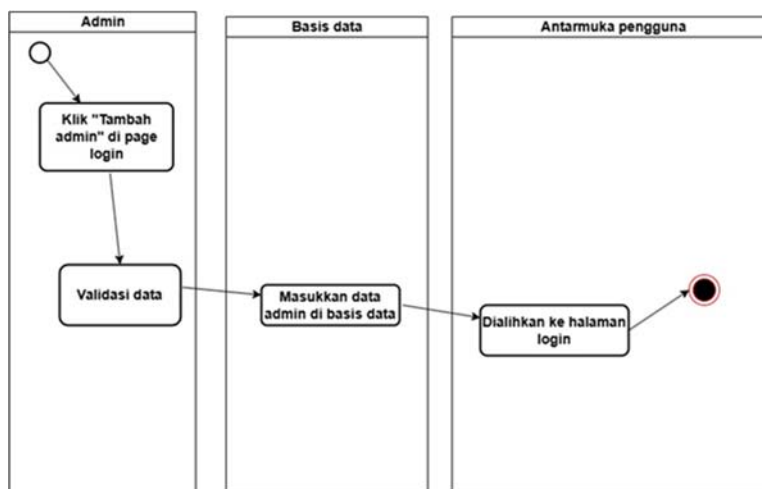 Admin
Basis data
Antarmuka pengguna
Klik "Tambah
admin" di page
login
Validasi data
Masukkan data
admin di basis data
Dialihkan ke halaman
login